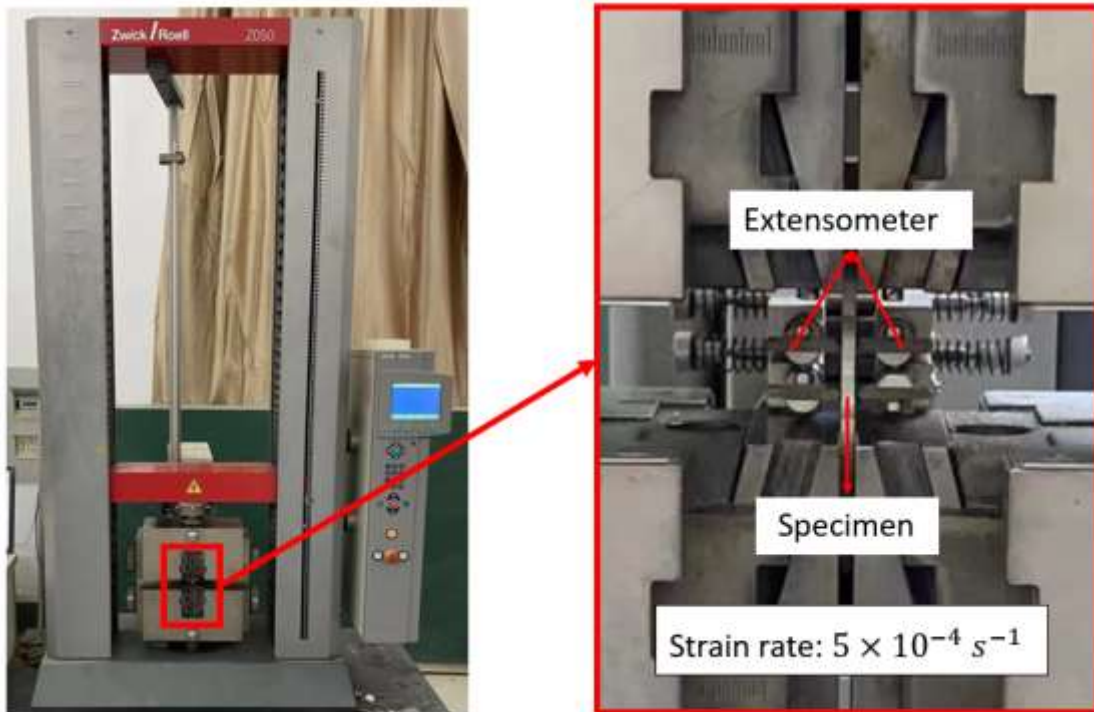 Zwick / Roell Z050
Extensometer
Specimen
Strain rate: 5 × 10⁻⁴ s⁻¹